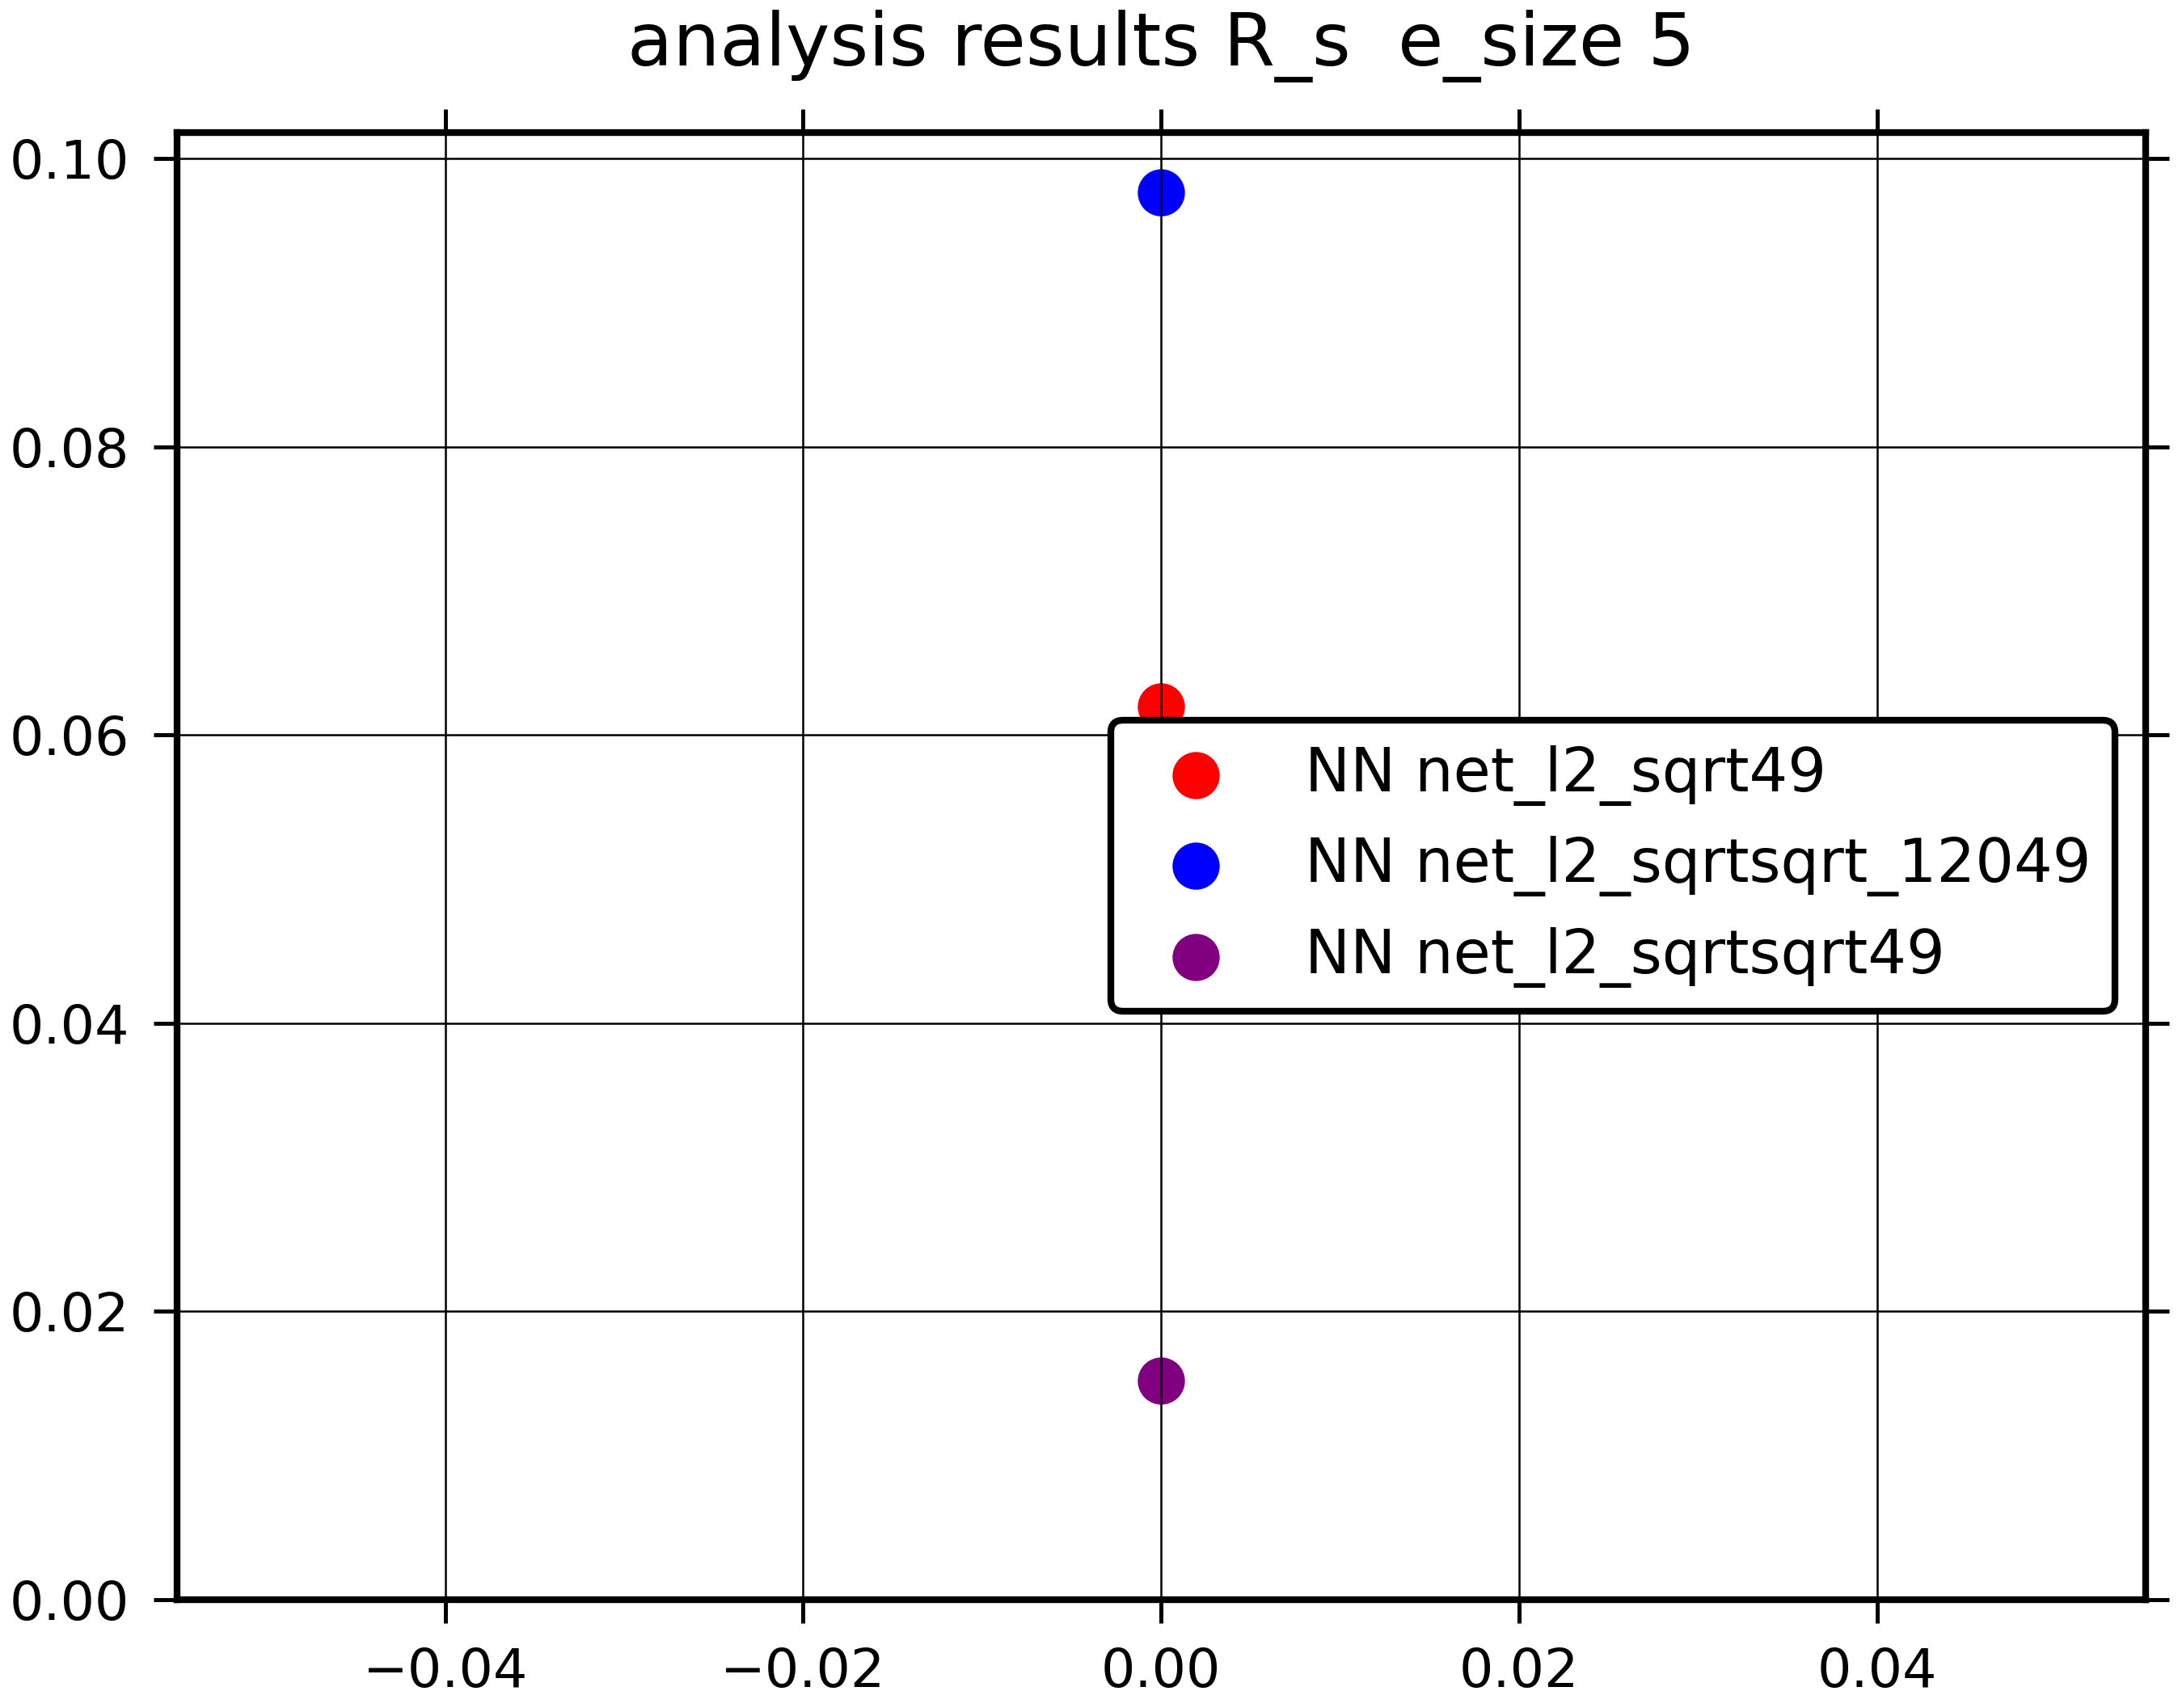 analysis results R_s  e_size 5
0.10
0.08
0.06
0.04
0.02
0.00
NN net_l2_sqrt49
NN net_l2_sqrtsqrt_12049
NN net_l2_sqrtsqrt49
−0.04 −0.02 0.00 0.02 0.04